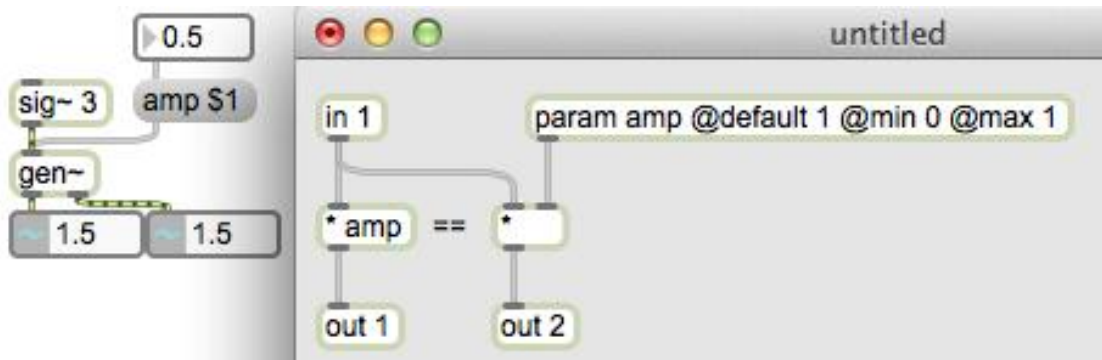 0.5
sig~ 3
amp $1
gen~
~ 1.5
~ 1.5
untitled
in 1
param amp @default 1 @min 0 @max 1
* amp
==
*
out 1
out 2